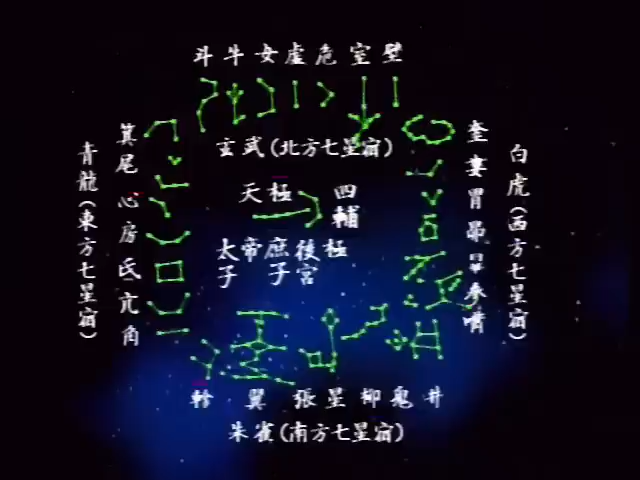 斗牛女虛危室壁
玄武(北方七星宿)
青龍(東方七星宿)
箕尾心房氐亢角
天極
四輔
太子
帝
庶子
後宮
極
奎婁胃昴畢參嘴
白虎(西方七星宿)
軫翼張星柳鬼井
朱雀(南方七星宿)